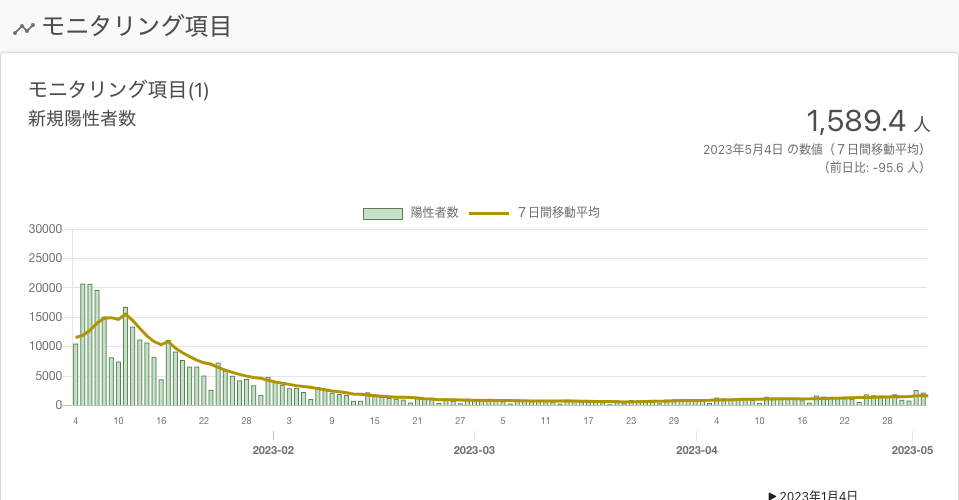 モニタリング項目
モニタリング項目(1)
新規陽性者数
1,589.4 人
2023年5月4日 の数値（７日間移動平均）
（前日比: -95.6 人）
陽性者数 ７日間移動平均
30000
25000
20000
15000
10000
5000
0
4 10 16 22 28 3 9 15 21 27 5 11 17 23 29 4 10 16 22 28
2023-02 2023-03 2023-04 2023-05
▶2023年1月4日